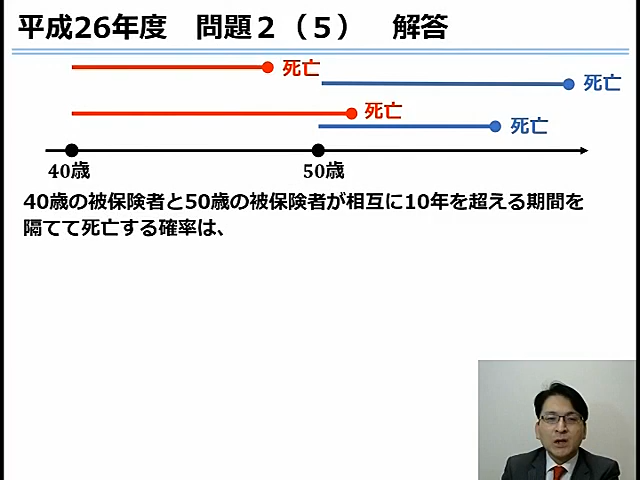 平成26年度　問題２（５）　解答
死亡
死亡
死亡
死亡
40歳
50歳
40歳の被保険者と50歳の被保険者が相互に10年を超える期間を
隔てて死亡する確率は、